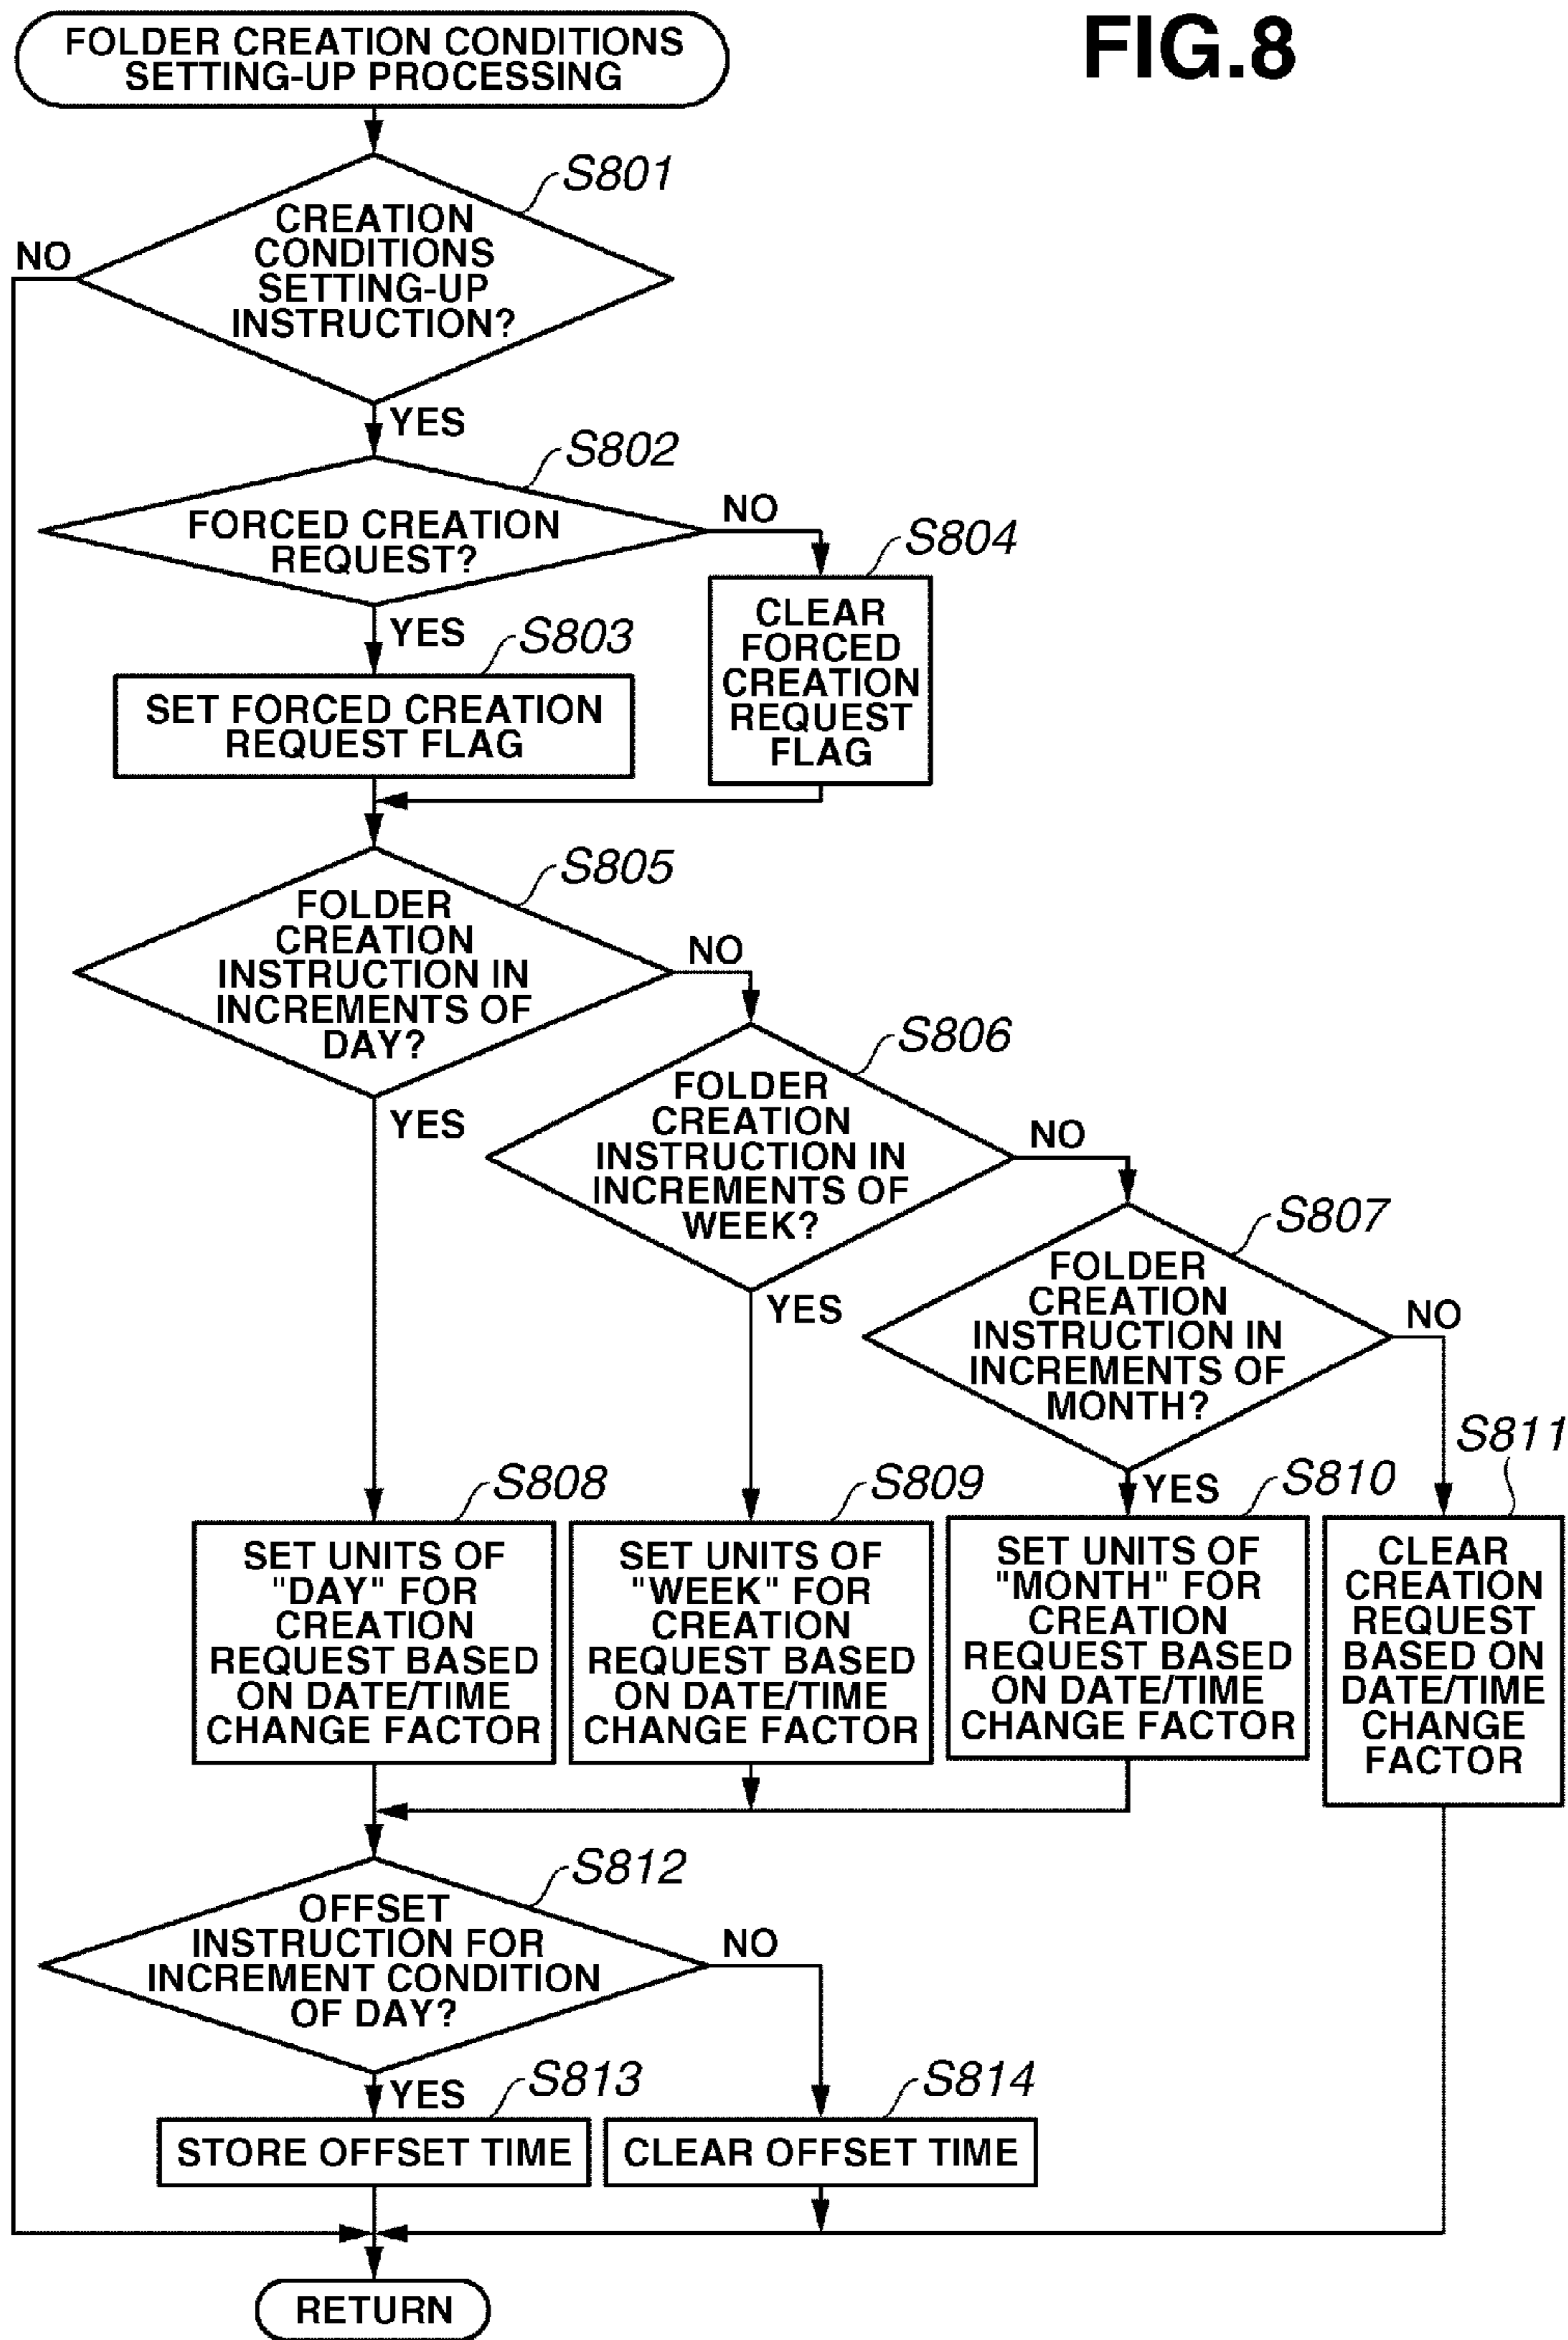 FIG.8
FOLDER CREATION CONDITIONS
SETTING-UP PROCESSING
S801
CREATION
CONDITIONS
SETTING-UP
INSTRUCTION?
NO
YES
S802
FORCED CREATION
REQUEST?
NO
YES
S803
SET FORCED CREATION
REQUEST FLAG
S804
CLEAR
FORCED
CREATION
REQUEST
FLAG
S805
FOLDER
CREATION
INSTRUCTION IN
INCREMENTS OF
DAY?
NO
YES
S806
FOLDER
CREATION
INSTRUCTION IN
INCREMENTS OF
WEEK?
NO
YES
S807
FOLDER
CREATION
INSTRUCTION IN
INCREMENTS OF
MONTH?
NO
YES
S808
SET UNITS OF
"DAY" FOR
CREATION
REQUEST BASED
ON DATE/TIME
CHANGE FACTOR
S809
SET UNITS OF
"WEEK" FOR
CREATION
REQUEST BASED
ON DATE/TIME
CHANGE FACTOR
S810
SET UNITS OF
"MONTH" FOR
CREATION
REQUEST BASED
ON DATE/TIME
CHANGE FACTOR
S811
CLEAR
CREATION
REQUEST
BASED ON
DATE/TIME
CHANGE
FACTOR
S812
OFFSET
INSTRUCTION FOR
INCREMENT CONDITION
OF DAY?
NO
YES
S813
STORE OFFSET TIME
S814
CLEAR OFFSET TIME
RETURN